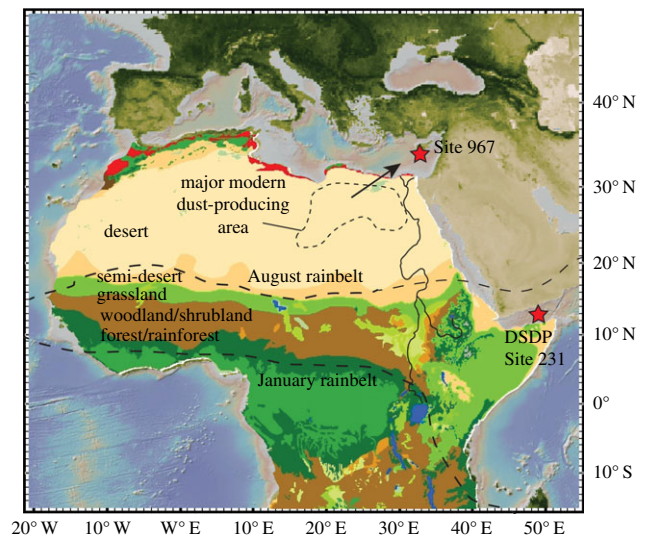 40° N
Site 967
major modern
dust-producing
area
30° N
desert
20° N
semi-desert
August rainbelt
grassland
woodland/shrubland
forest/rainforest
10° N
DSDP
Site 231
January rainbelt
0°
10° S
20° W
10° W
W° E
10° E
20° E
30° E
40° E
50° E